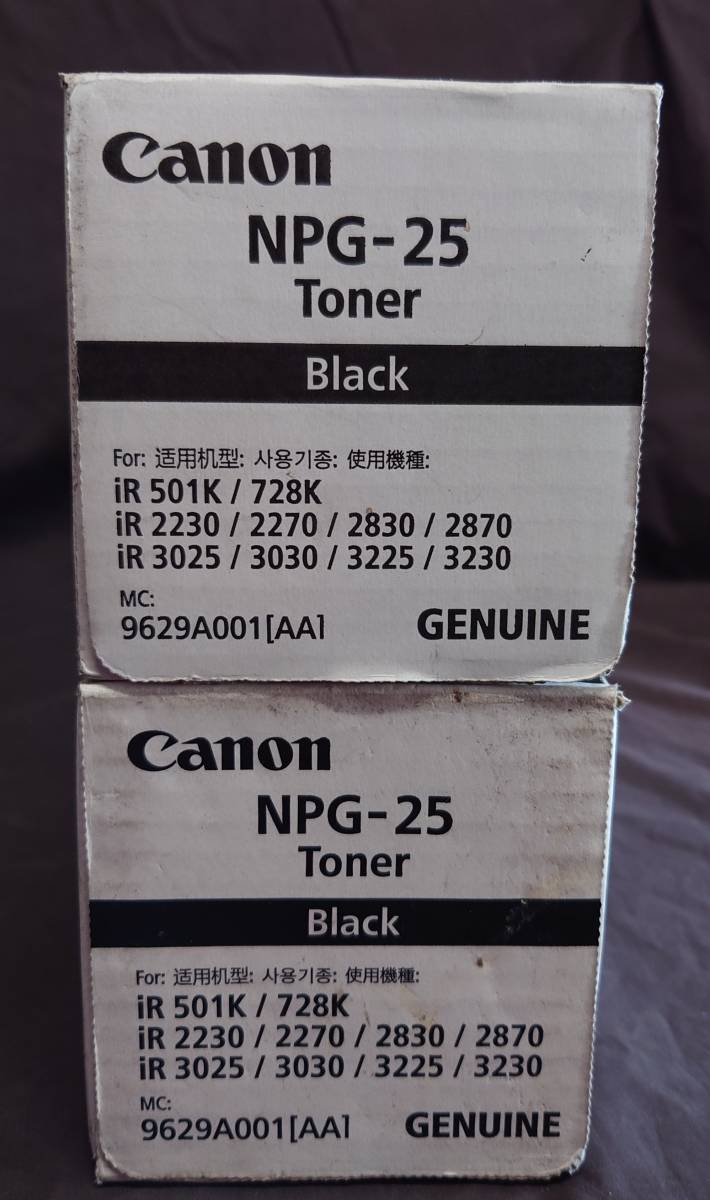 Canon
NPG-25
Toner
Black
For: 适用机型: 사용기종: 使用機種:
iR 501K / 728K
iR 2230 / 2270 / 2830 / 2870
iR 3025 / 3030 / 3225 / 3230
MC:
9629A001[AA]
GENUINE
Canon
NPG-25
Toner
Black
For: 适用机型: 사용기종: 使用機種:
iR 501K / 728K
iR 2230 / 2270 / 2830 / 2870
iR 3025 / 3030 / 3225 / 3230
MC:
9629A001[AA]
GENUINE